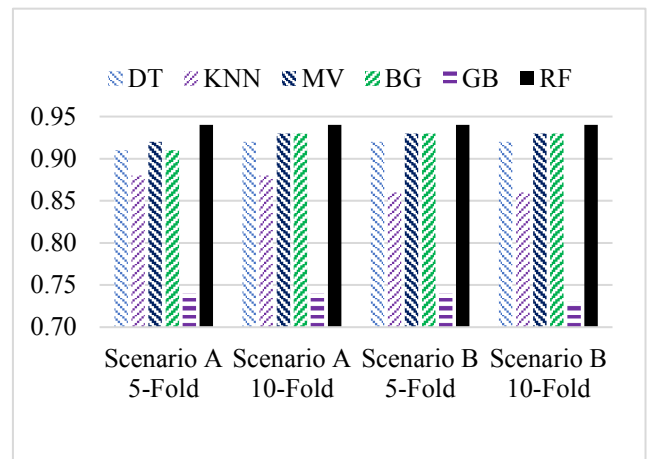 DT KNN MV BG GB RF
0.95
0.90
0.85
0.80
0.75
0.70
Scenario A Scenario A Scenario B Scenario B
5-Fold 10-Fold 5-Fold 10-Fold